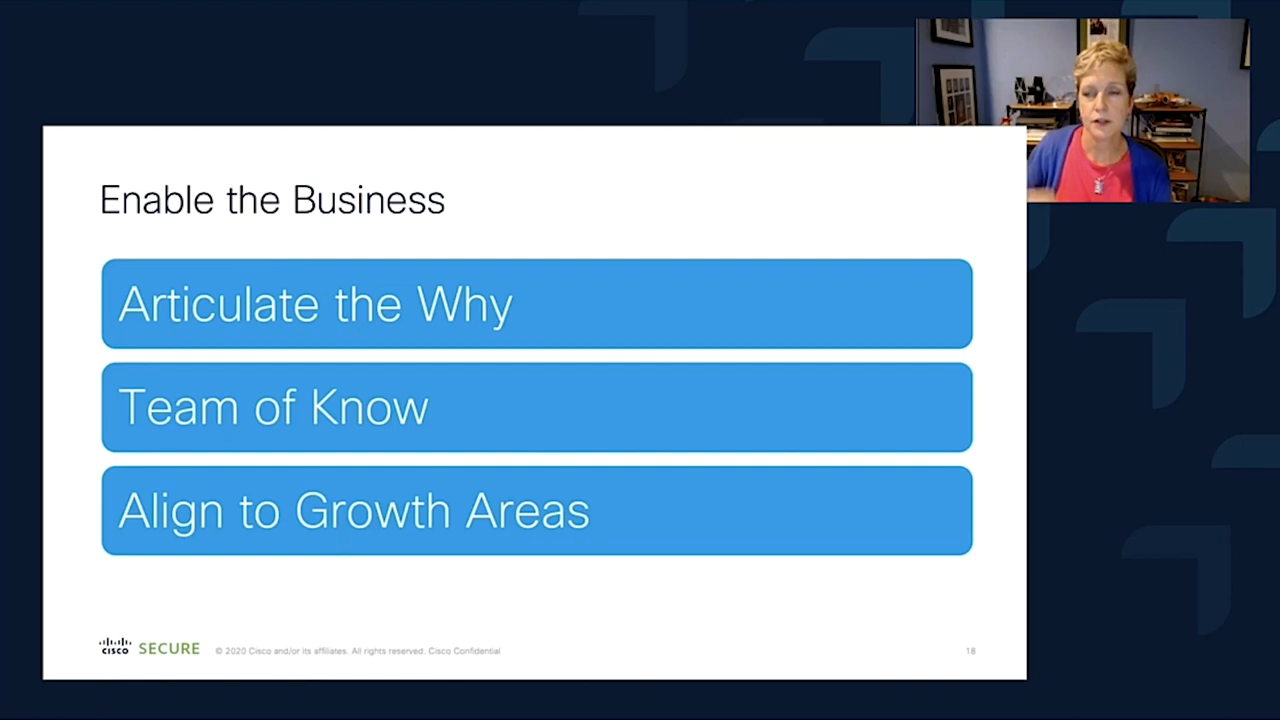 Enable the Business
Articulate the Why
Team of Know
Align to Growth Areas
cisco SECURE © 2020 Cisco and/or its affiliates. All rights reserved. Cisco Confidential 18